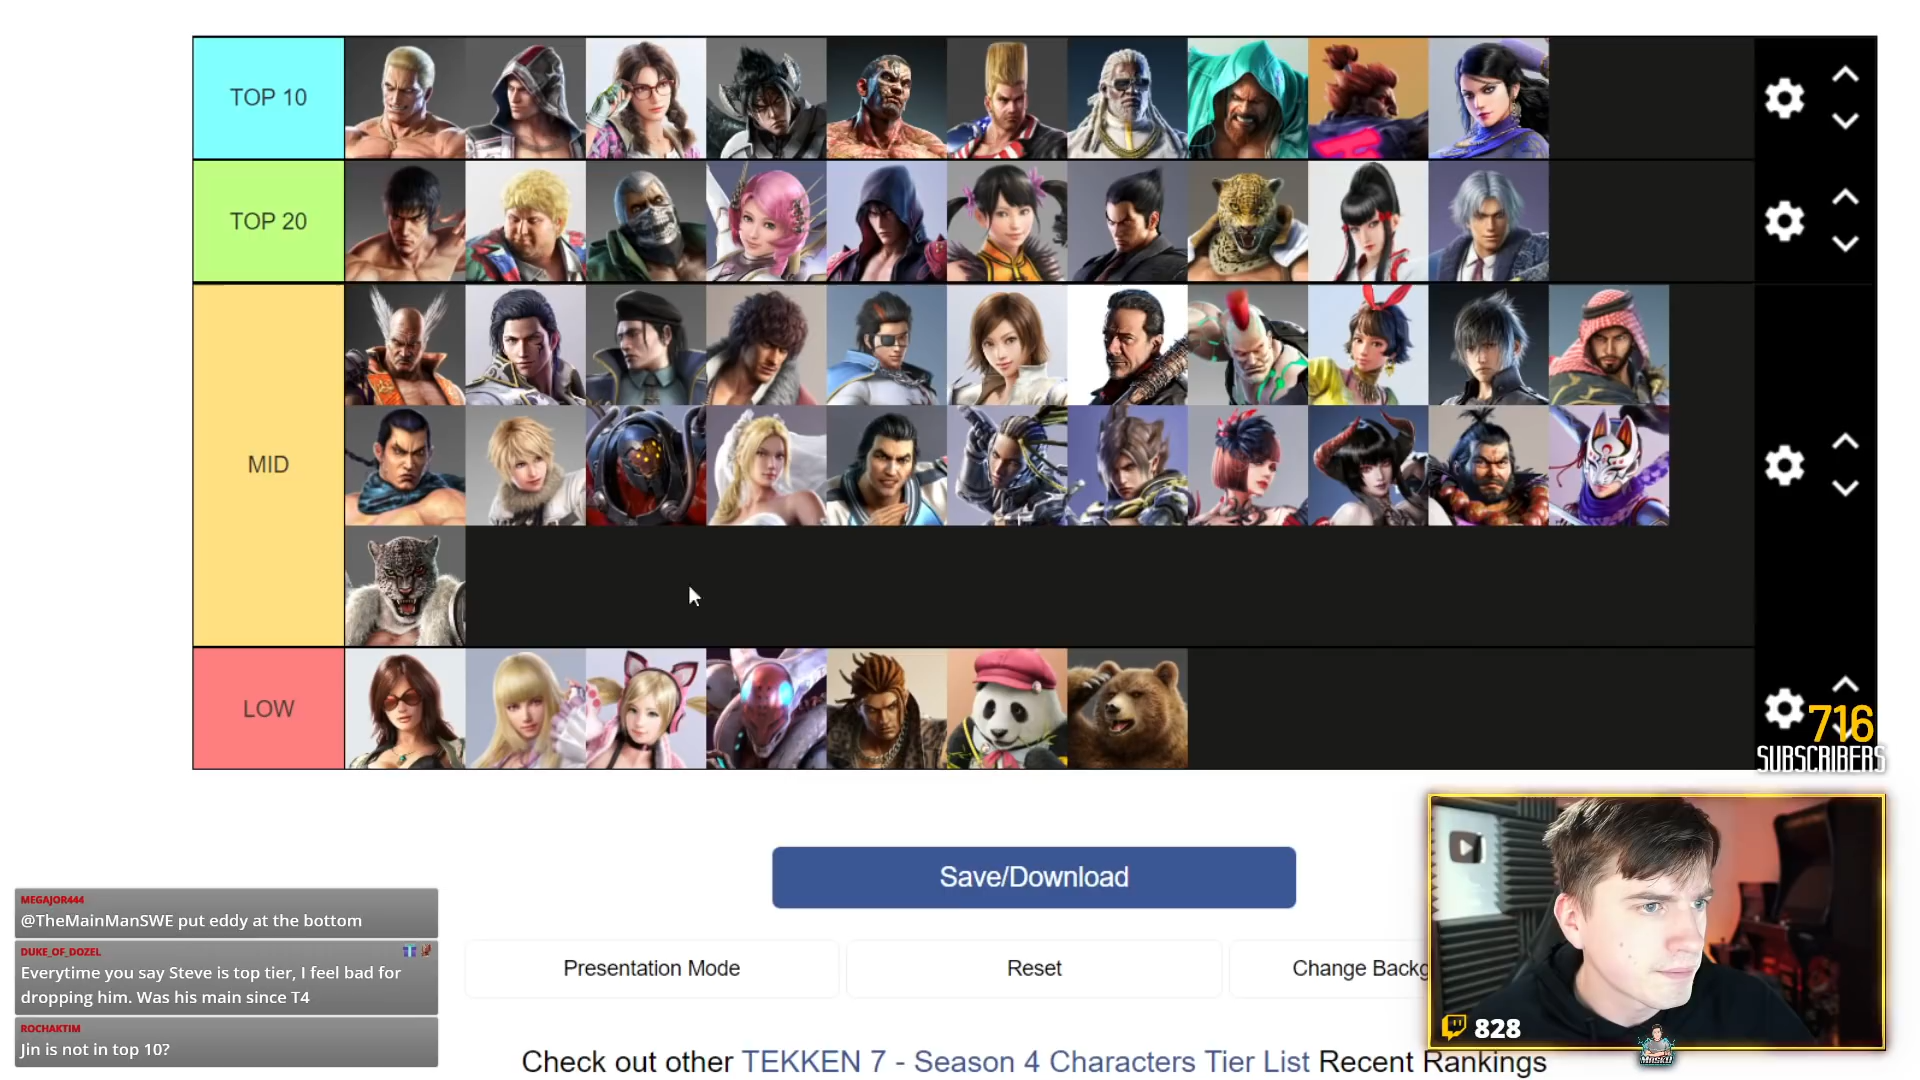 TOP 10
TOP 20
MID
LOW
716
SUBSCRIBERS
Save/Download
Presentation Mode
Reset
Change Backg
MEGAJOR444
@TheMainManSWE put eddy at the bottom
DUKE_OF_DOZEL
Everytime you say Steve is top tier, I feel bad for
dropping him. Was his main since T4
ROCHAKTIM
Jin is not in top 10?
828
Check out other TEKKEN 7 - Season 4 Characters Tier List Recent Rankings